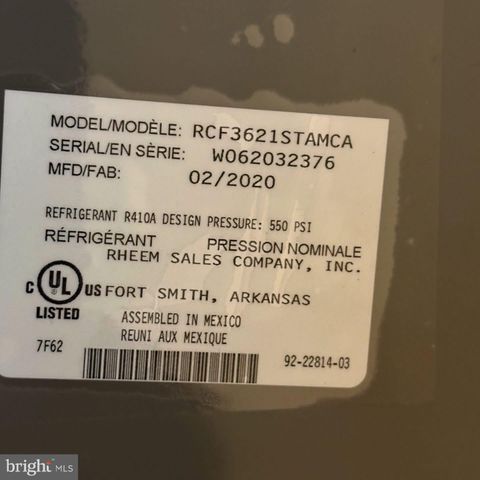 MODEL/MODÈLE: RCF3621STAMCA
SERIAL/EN SÈRIE: W062032376
MFD/FAB: 02/2020
REFRIGERANT R410A DESIGN PRESSURE: 550 PSI
RÉFRIGÉRANT PRESSION NOMINALE
RHEEM SALES COMPANY, INC.
C UL US FORT SMITH, ARKANSAS
LISTED
ASSEMBLED IN MEXICO
REUNI AUX MEXIQUE
7F62 92-22814-03
bright MLS